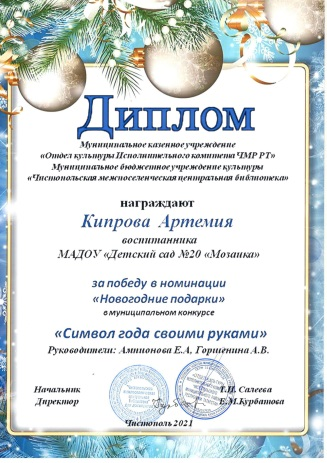 Диплом
Муниципальное казенное учреждение
«Отдел культуры Исполнительного комитета ЧМР РТ»
Муниципальное бюджетное учреждение культуры
«Чистопольская межпоселенческая центральная библиотека»
награждают
Кипрова Артемия
воспитанника
МАДОУ «Детский сад №20 «Мозаика»
за победу в номинации
«Новогодние подарки»
в муниципальном конкурсе
«Символ года своими руками»
Руководители: Ампионова Е.А, Горшенина А.В.
Начальник Т.Н. Салеева
Директор Е.М.Курбатова
Чистополь 2021